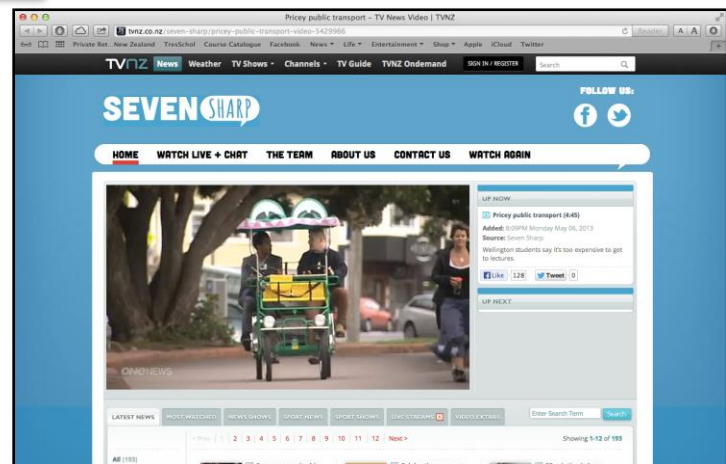 Pricey public transport – TV News Video | TVNZ
tvnz.co.nz/seven-sharp/pricey-public-transport-video-5429966
Reader
A A
Private Ret...New Zealand TresSchol Course Catalogue Facebook News Life Entertainment Shop Apple iCloud Twitter
TVNZ News Weather TV Shows Channels TV Guide TVNZ Ondemand SIGN IN / REGISTER Search
SEVEN SHARP
FOLLOW US:
HOME WATCH LIVE + CHAT THE TEAM ABOUT US CONTACT US WATCH AGAIN
UP NOW
Pricey public transport (4:45)
Added: 8:09PM Monday May 06, 2013
Source: Seven Sharp
Wellington students say it's too expensive to get
to lectures.
Like 128 Tweet 0
UP NEXT
ONE NEWS
LATEST NEWS MOST WATCHED NEWS SHOWS SPORT NEWS SPORT SHOWS LIVE STREAMS VIDEO EXTRAS Enter Search Term Search
< Prev | 1 | 2 | 3 | 4 | 5 | 6 | 7 | 8 | 9 | 10 | 11 | 12 | Next >
Showing 1-12 of 193
All (193)